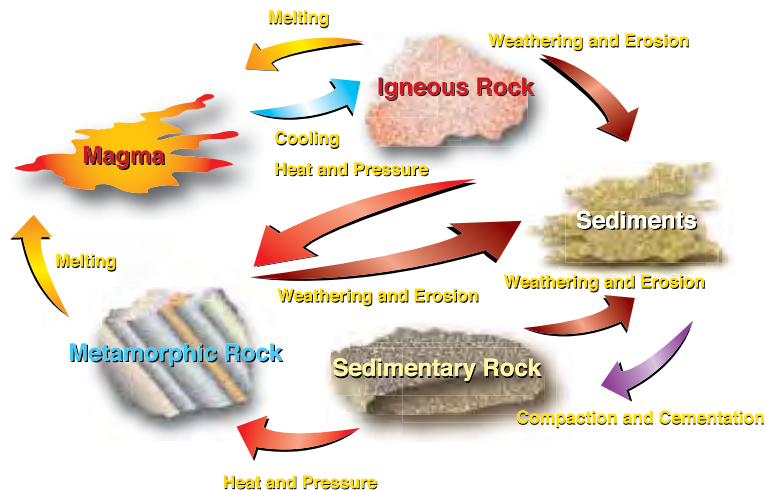 Melting
Weathering and Erosion
Igneous Rock
Cooling
Magma
Heat and Pressure
Sediments
Melting
Weathering and Erosion
Weathering and Erosion
Metamorphic Rock
Sedimentary Rock
Compaction and Cementation
Heat and Pressure